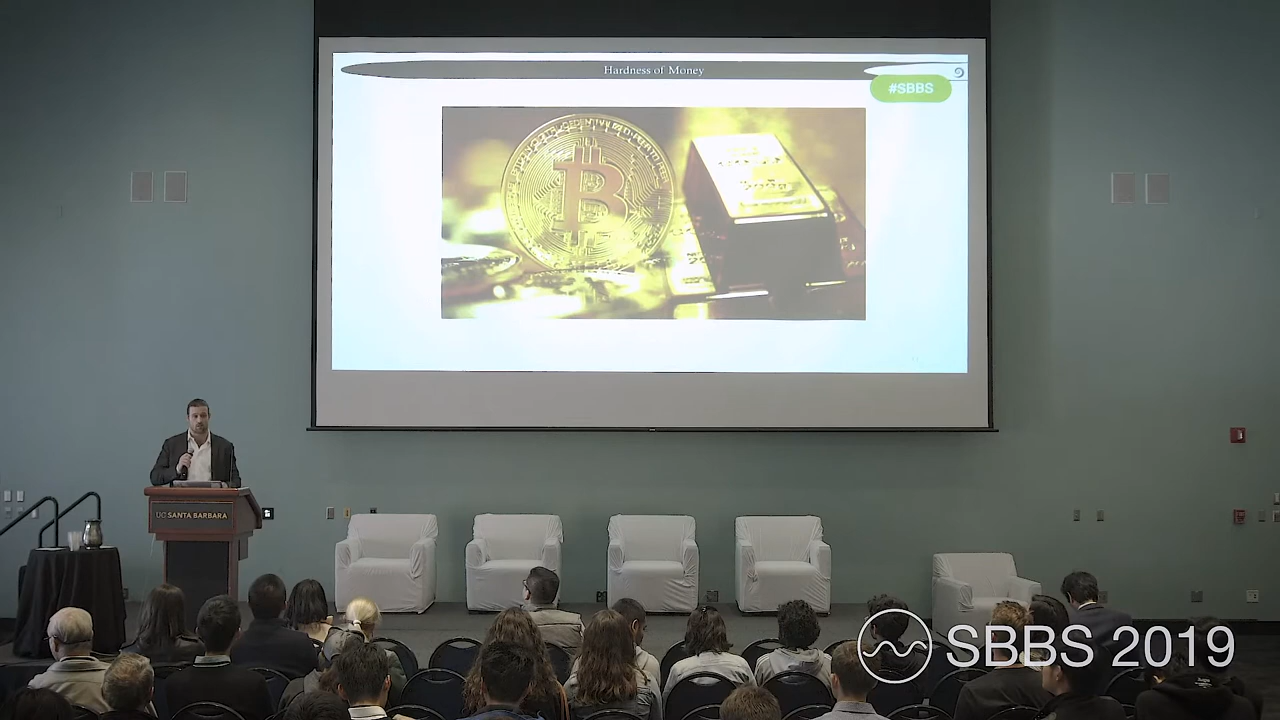 Hardness of Money
#SBBS
B
UC SANTA BARBARA
SBBS 2019